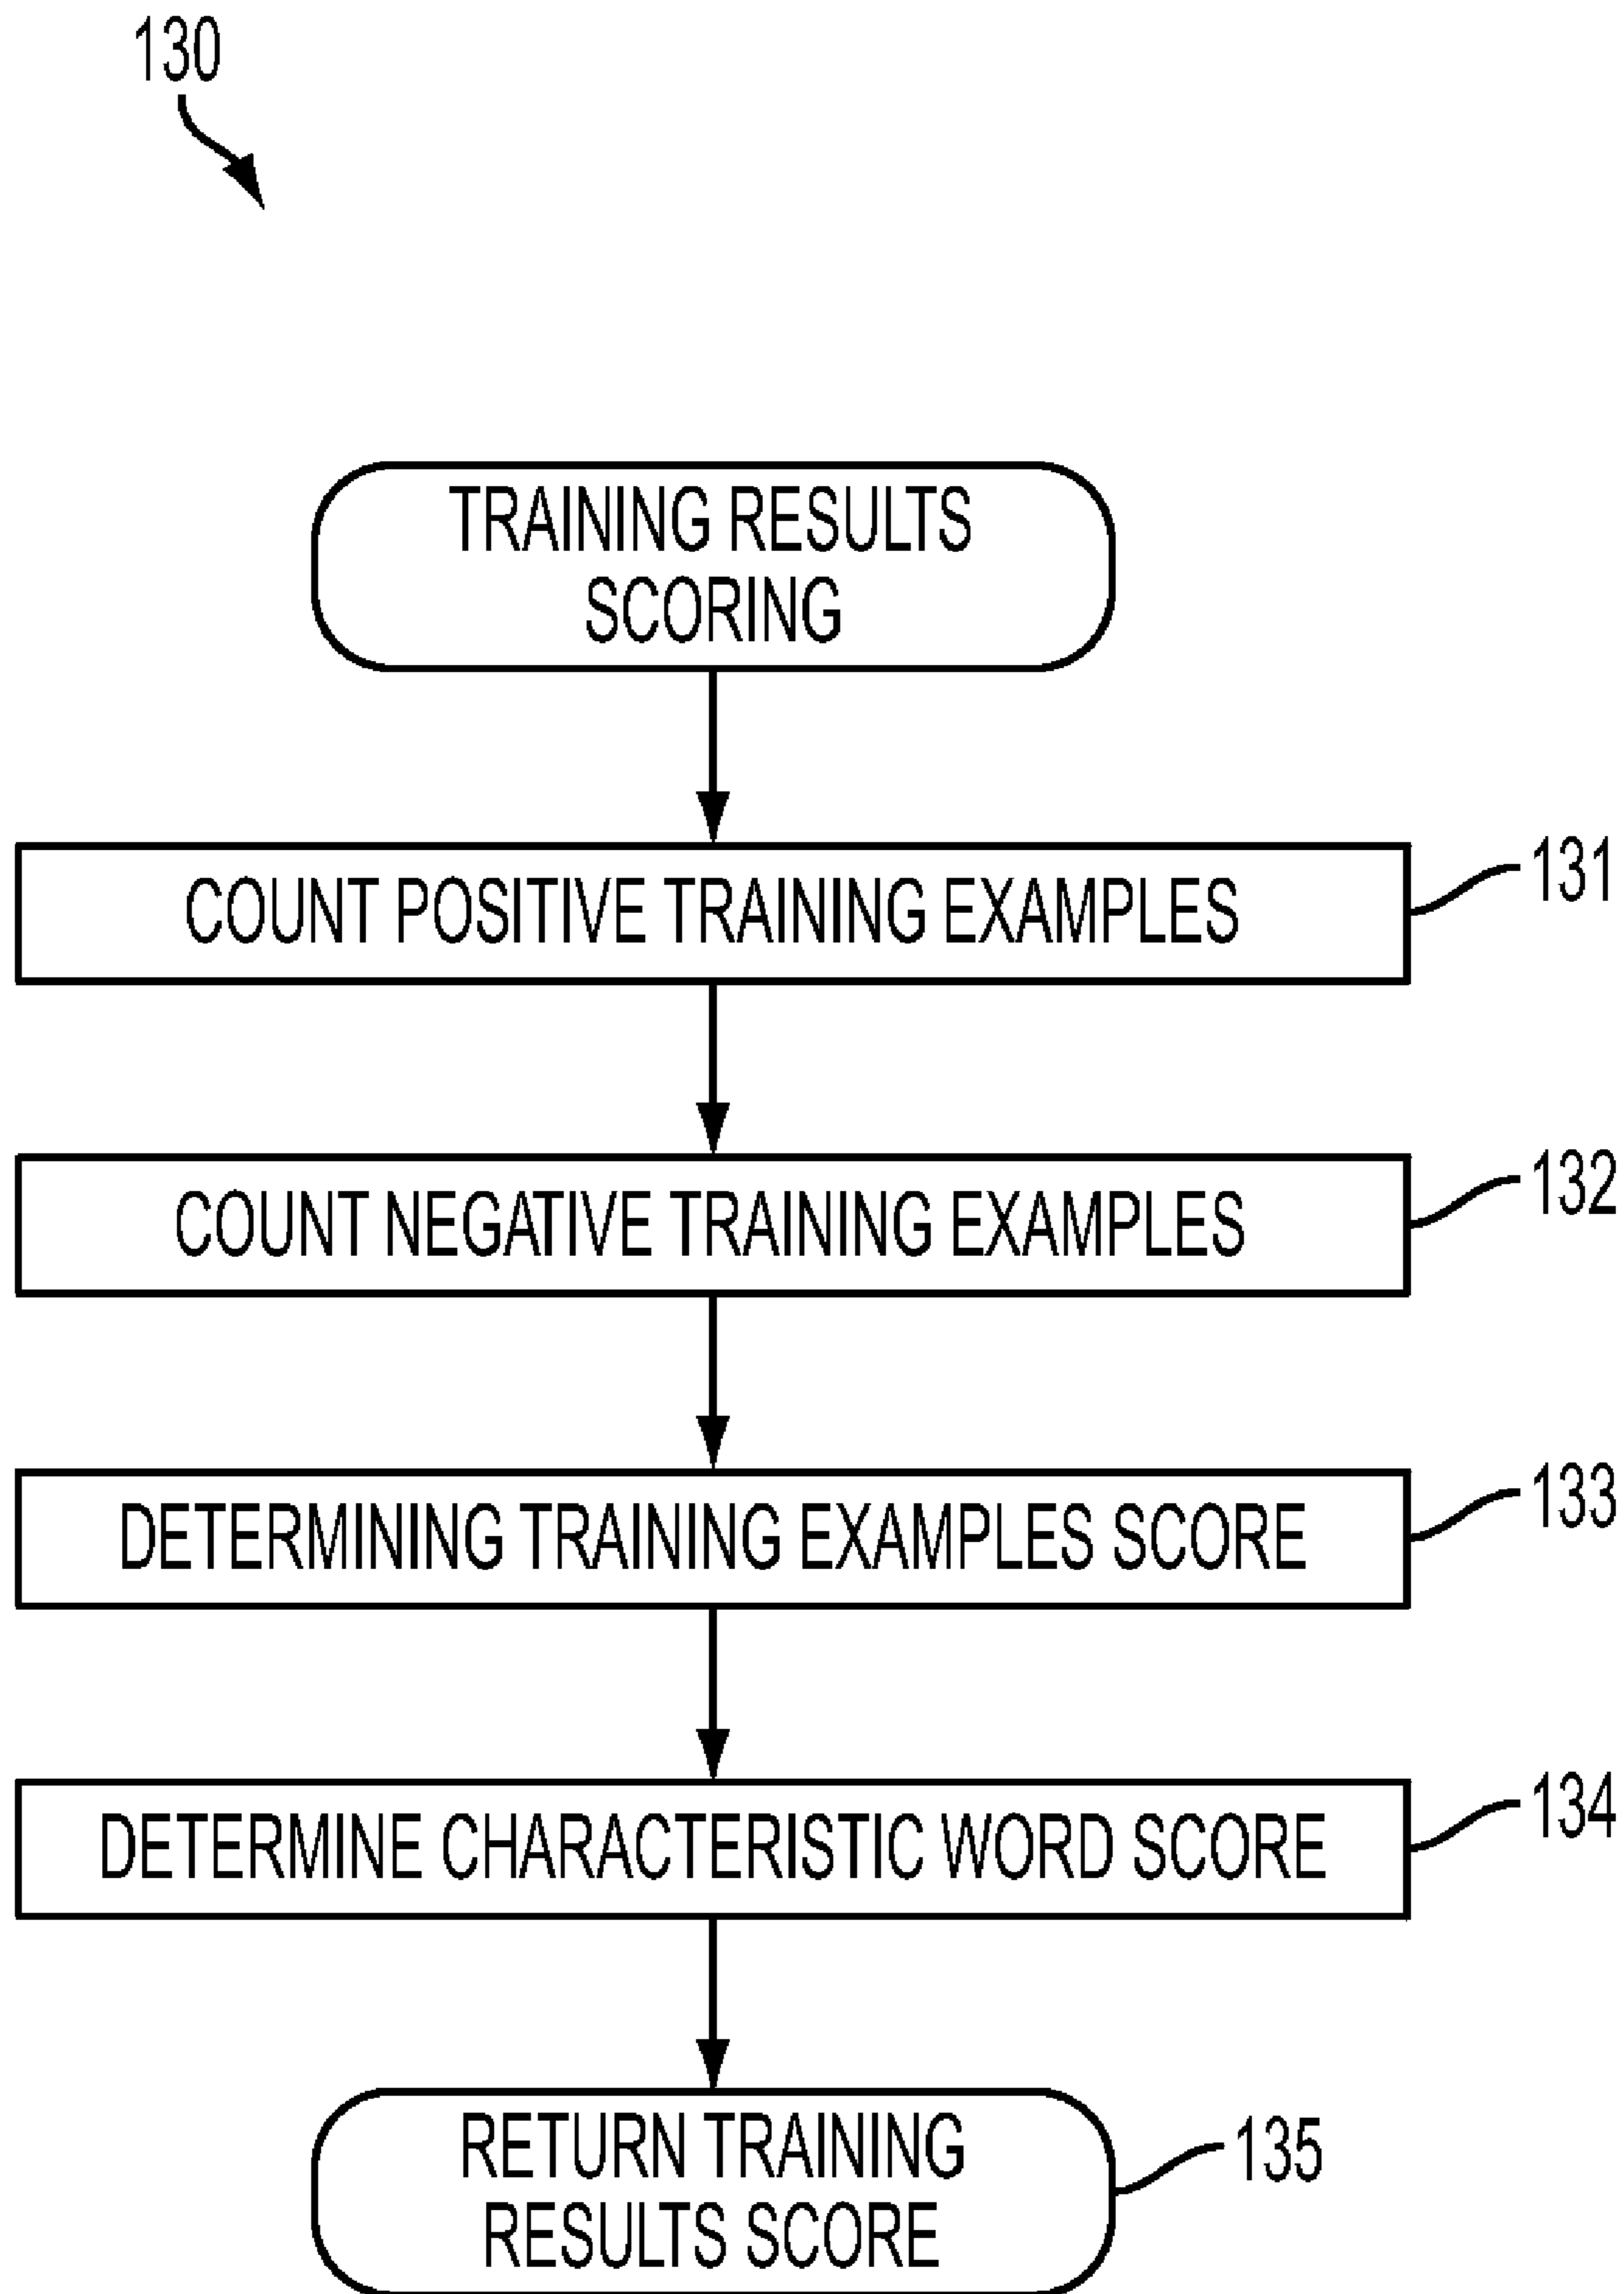 130
TRAINING RESULTS
SCORING
COUNT POSITIVE TRAINING EXAMPLES
131
COUNT NEGATIVE TRAINING EXAMPLES
132
DETERMINING TRAINING EXAMPLES SCORE
133
DETERMINE CHARACTERISTIC WORD SCORE
134
RETURN TRAINING
RESULTS SCORE
135